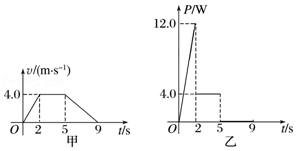 v/(m·s⁻¹)
4.0
O 2 5 9 t/s
甲
P/W
12.0
4.0
O 2 5 9 t/s
乙